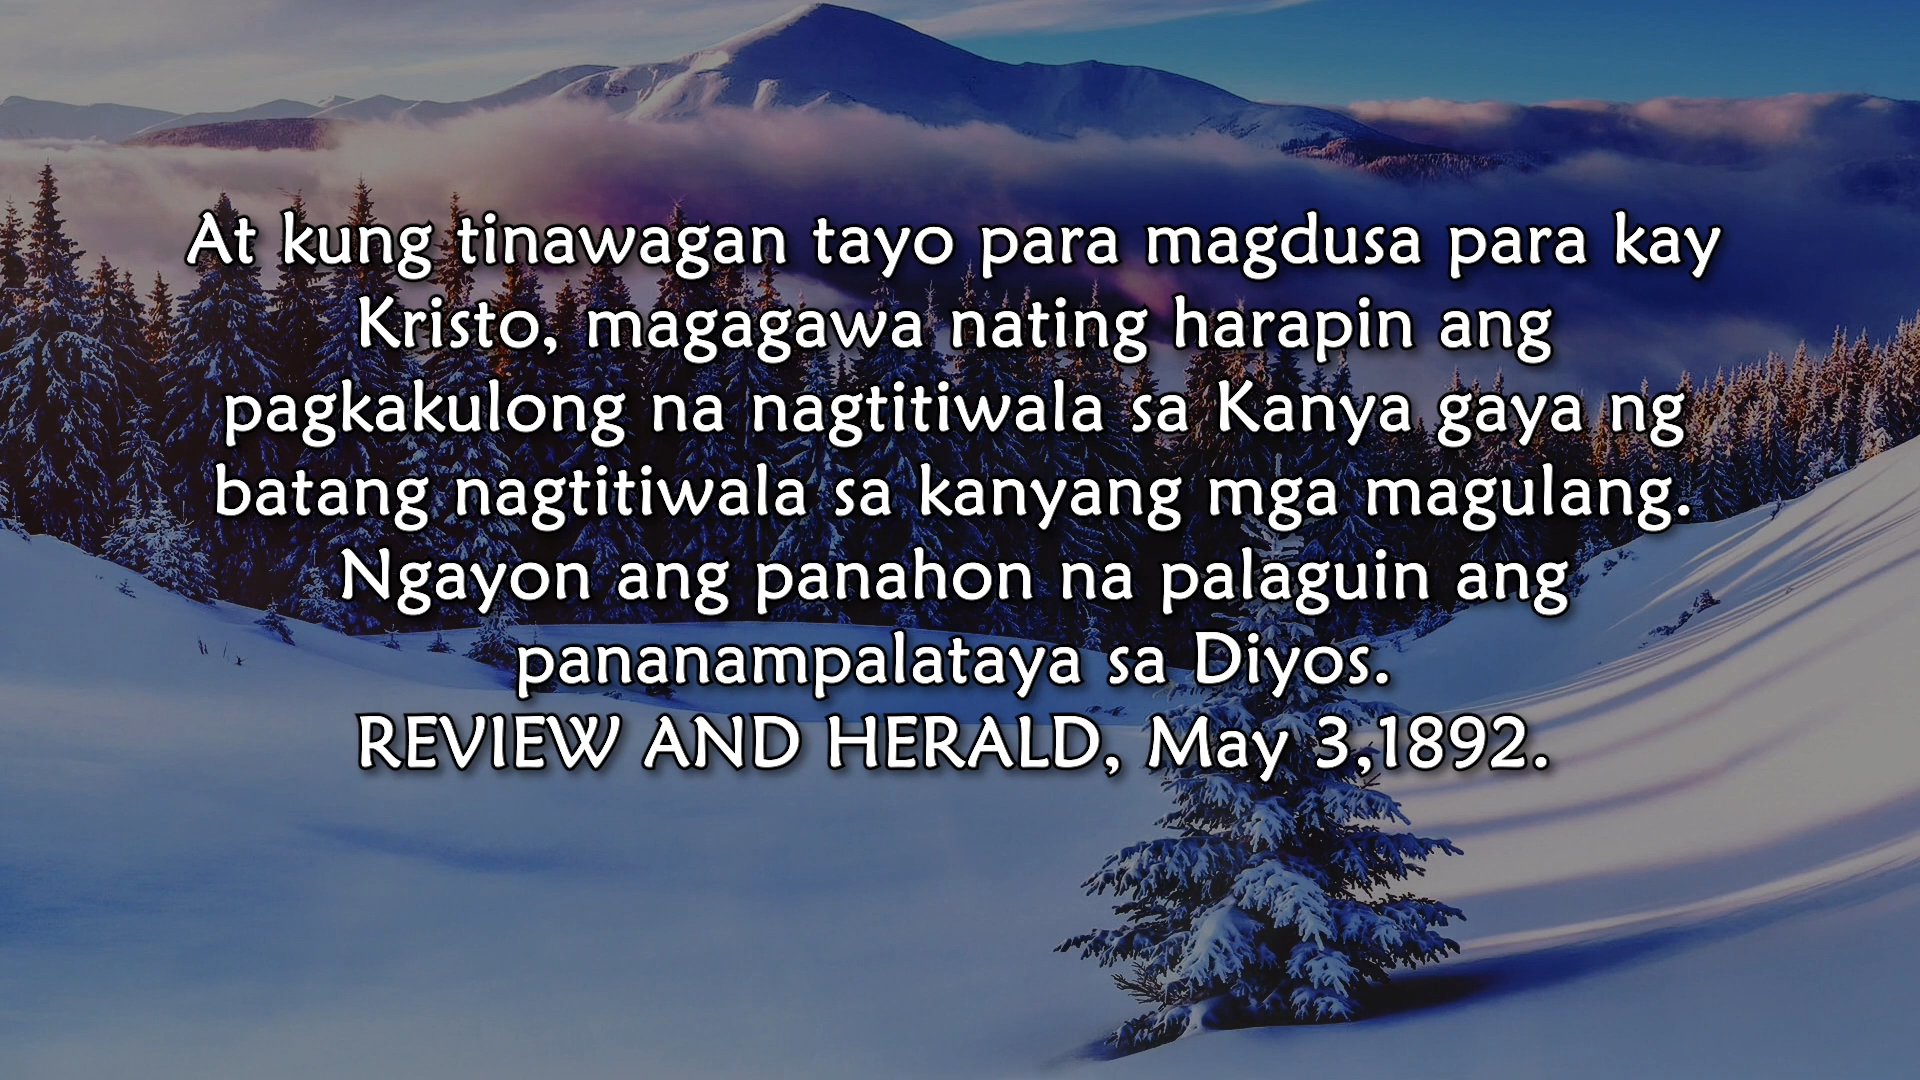 At kung tinawagan tayo para magdusa para kay
Kristo, magagawa nating harapin ang
pagkakulong na nagtitiwala sa Kanya gaya ng
batang nagtitiwala sa kanyang mga magulang.
Ngayon ang panahon na palaguin ang
pananampalataya sa Diyos.
REVIEW AND HERALD, May 3,1892.